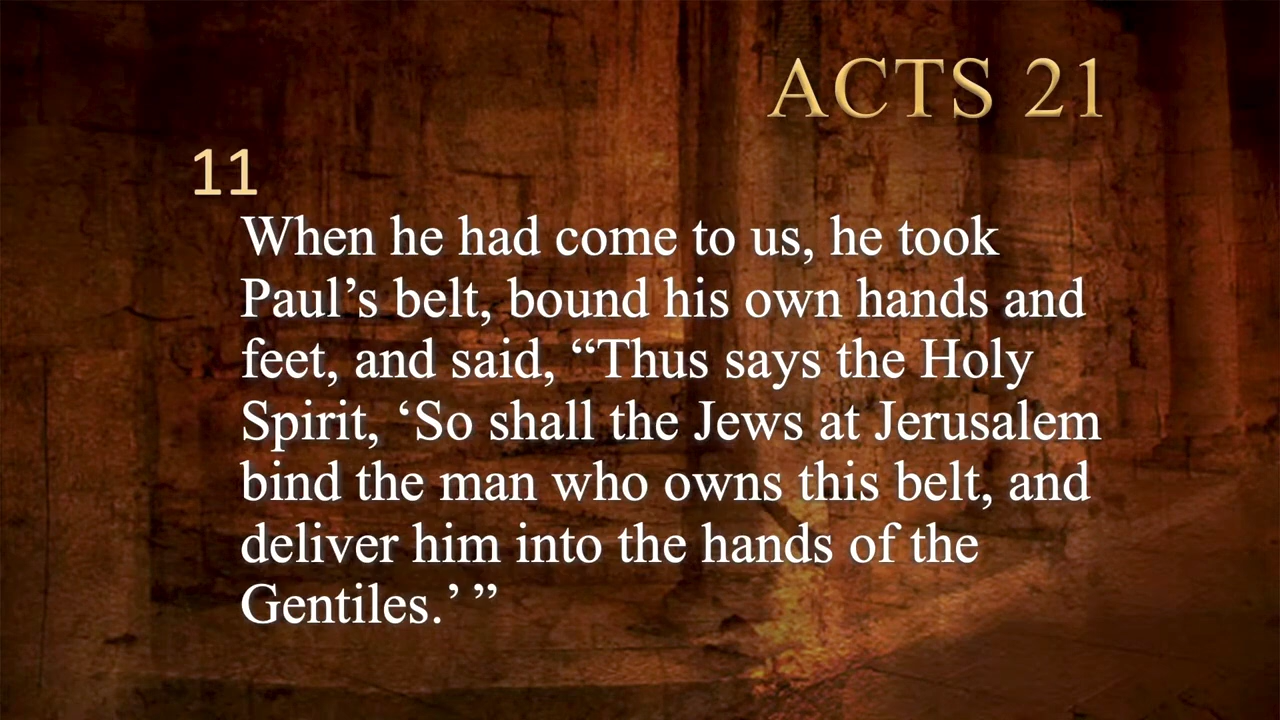 ACTS 21
11
When he had come to us, he took
Paul’s belt, bound his own hands and
feet, and said, “Thus says the Holy
Spirit, ‘So shall the Jews at Jerusalem
bind the man who owns this belt, and
deliver him into the hands of the
Gentiles.’ ”